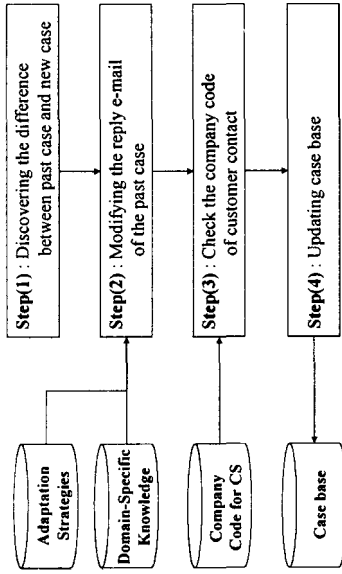 Step(1) : Discovering the difference
between past case and new case
Step(2) : Modifying the reply e-mail
of the past case
Step(3) : Check the company code
of customer contact
Step(4) : Updating case base
Adaptation
Strategies
Domain-Specific
Knowledge
Company
Code for CS
Case base